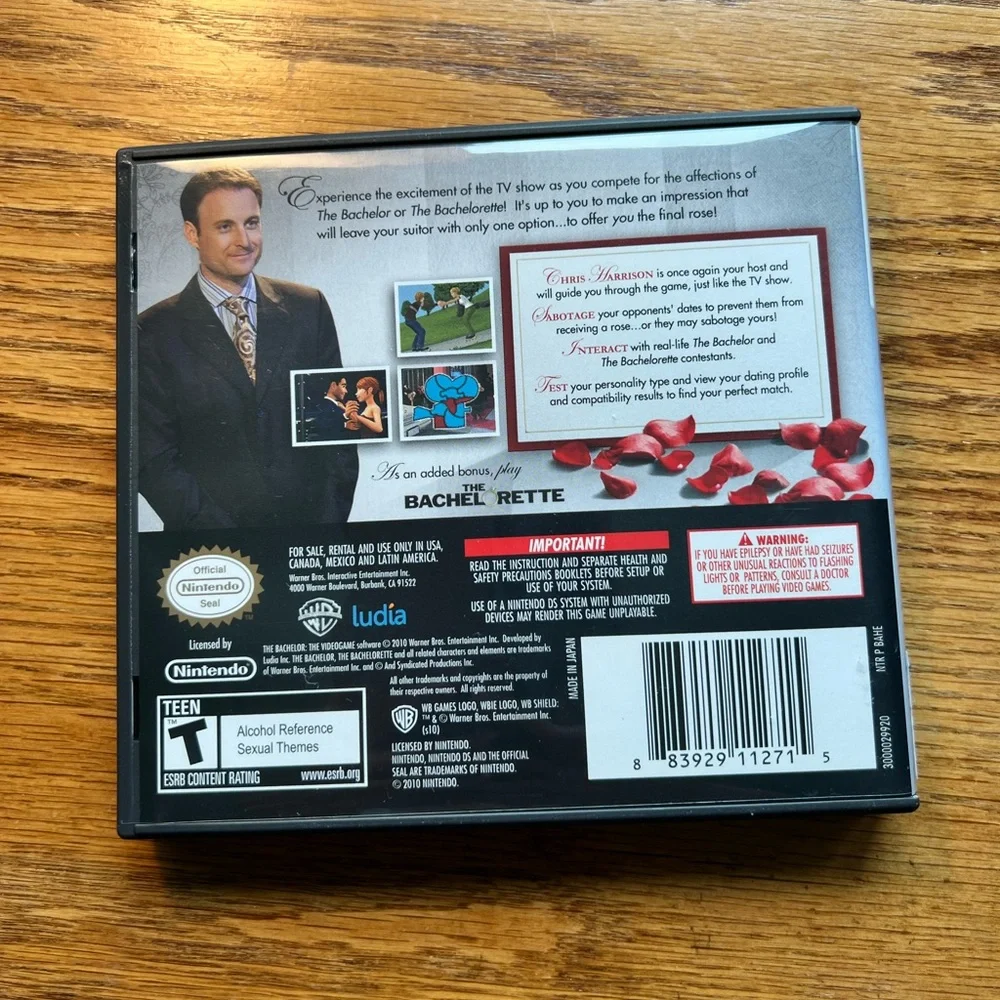 Experience the excitement of the TV show as you compete for the affections of
The Bachelor or The Bachelorette! It's up to you to make an impression that
will leave your suitor with only one option...to offer you the final rose!
CHRIS HARRISON is once again your host and
will guide you through the game, just like the TV show.
SABOTAGE your opponents' dates to prevent them from
receiving a rose...or they may sabotage yours!
INTERACT with real-life The Bachelor and
The Bachelorette contestants.
TEST your personality type and view your dating profile
and compatibility results to find your perfect match.
As an added bonus, play
THE
BACHELORETTE
Official
Nintendo
Seal
TM
Licensed by
Nintendo
FOR SALE, RENTAL AND USE ONLY IN USA,
CANADA, MEXICO AND LATIN AMERICA.
Warner Bros. Interactive Entertainment Inc.
4000 Warner Boulevard, Burbank, CA 91522
WB GAMES
ludia
IMPORTANT!
READ THE INSTRUCTION AND SEPARATE HEALTH AND
SAFETY PRECAUTIONS BOOKLETS BEFORE SETUP OR
USE OF YOUR SYSTEM.
USE OF A NINTENDO DS SYSTEM WITH UNAUTHORIZED
DEVICES MAY RENDER THIS GAME UNPLAYABLE.
WARNING:
IF YOU HAVE EPILEPSY OR HAVE HAD SEIZURES
OR OTHER UNUSUAL REACTIONS TO FLASHING
LIGHTS OR PATTERNS, CONSULT A DOCTOR
BEFORE PLAYING VIDEO GAMES.
THE BACHELOR: THE VIDEOGAME software © 2010 Warner Bros. Entertainment Inc. Developed by
Ludia Inc. THE BACHELOR, THE BACHELORETTE and all related characters and elements are trademarks
of Warner Bros. Entertainment Inc. and © And Syndicated Productions Inc.
All other trademarks and copyrights are the property of
their respective owners. All rights reserved.
WB
WB GAMES LOGO, WBIE LOGO, WB SHIELD:
™ & © Warner Bros. Entertainment Inc.
(s10)
LICENSED BY NINTENDO.
NINTENDO, NINTENDO DS AND THE OFFICIAL
SEAL ARE TRADEMARKS OF NINTENDO.
© 2010 NINTENDO.
TEEN
TM
T
Alcohol Reference
Sexual Themes
ESRB CONTENT RATING www.esrb.org
MADE IN JAPAN
8 83929 11271 5
NTR P BAHE
3000029920